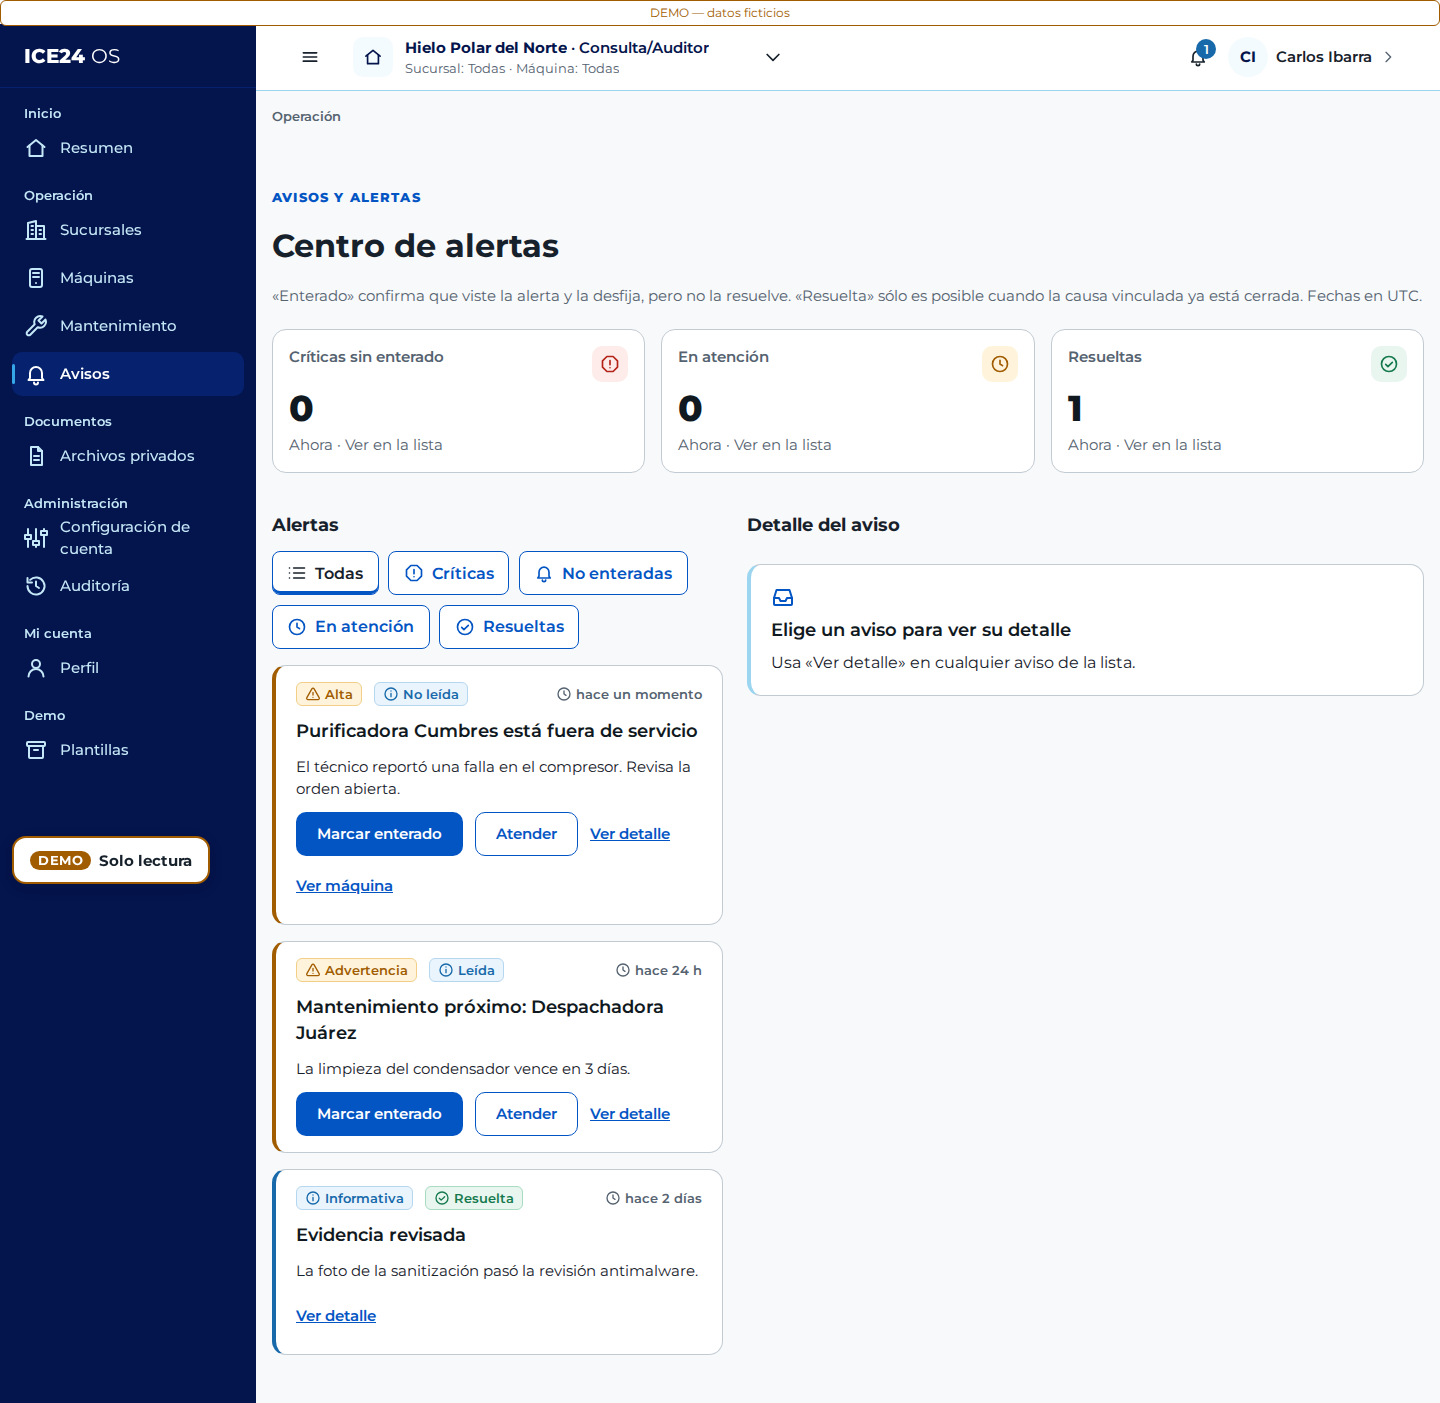 DEMO — datos ficticios
ICE24 OS
Inicio
Resumen
Operación
Sucursales
Máquinas
Mantenimiento
Avisos
Documentos
Archivos privados
Administración
Configuración de
cuenta
Auditoría
Mi cuenta
Perfil
Demo
Plantillas
DEMO Solo lectura
Hielo Polar del Norte · Consulta/Auditor
Sucursal: Todas · Máquina: Todas
1
CI Carlos Ibarra
Operación
AVISOS Y ALERTAS
Centro de alertas
«Enterado» confirma que viste la alerta y la desfija, pero no la resuelve. «Resuelta» sólo es posible cuando la causa vinculada ya está cerrada. Fechas en UTC.
Críticas sin enterado
0
Ahora · Ver en la lista
En atención
0
Ahora · Ver en la lista
Resueltas
1
Ahora · Ver en la lista
Alertas
Todas Críticas No enteradas
En atención Resueltas
Alta No leída hace un momento
Purificadora Cumbres está fuera de servicio
El técnico reportó una falla en el compresor. Revisa la
orden abierta.
Marcar enterado Atender Ver detalle
Ver máquina
Advertencia Leída hace 24 h
Mantenimiento próximo: Despachadora
Juárez
La limpieza del condensador vence en 3 días.
Marcar enterado Atender Ver detalle
Informativa Resuelta hace 2 días
Evidencia revisada
La foto de la sanitización pasó la revisión antimalware.
Ver detalle
Detalle del aviso
Elige un aviso para ver su detalle
Usa «Ver detalle» en cualquier aviso de la lista.